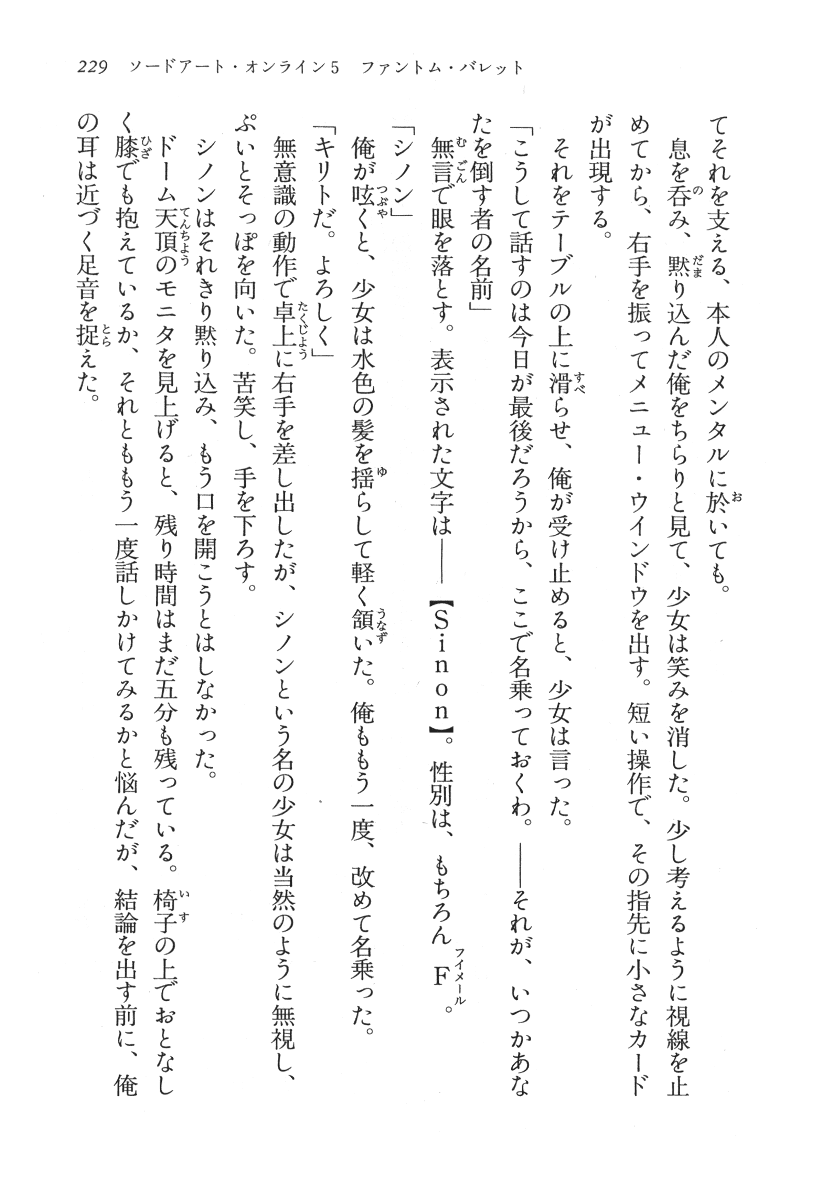 229　ソードアート・オンライン5　ファントム・バレット
てそれを支える、本人のメンタルに於いても。
　息を呑み、黙り込んだ俺をちらりと見て、少女は笑みを消した。少し考えるように視線を止
めてから、右手を振ってメニュー・ウインドウを出す。短い操作で、その指先に小さなカード
が出現する。
　それをテーブルの上に滑らせ、俺が受け止めると、少女は言った。
「こうして話すのは今日が最後だろうから、ここで名乗っておくわ。――それが、いつかあな
たを倒す者の名前」
　無言で眼を落とす。表示された文字は――【Sinon】。性別は、もちろんF。
「シノン」
　俺が呟くと、少女は水色の髪を揺らして軽く頷いた。俺ももう一度、改めて名乗った。
「キリトだ。よろしく」
　無意識の動作で卓上に右手を差し出したが、シノンという名の少女は当然のように無視し、
ぷいとそっぽを向いた。苦笑し、手を下ろす。
　シノンはそれきり黙り込み、もう口を開こうとはしなかった。
　ドーム天頂のモニタを見上げると、残り時間はまだ五分も残っている。椅子の上でおとなし
く膝でも抱えているか、それとももう一度話しかけてみるかと悩んだが、結論を出す前に、俺
の耳は近づく足音を捉えた。